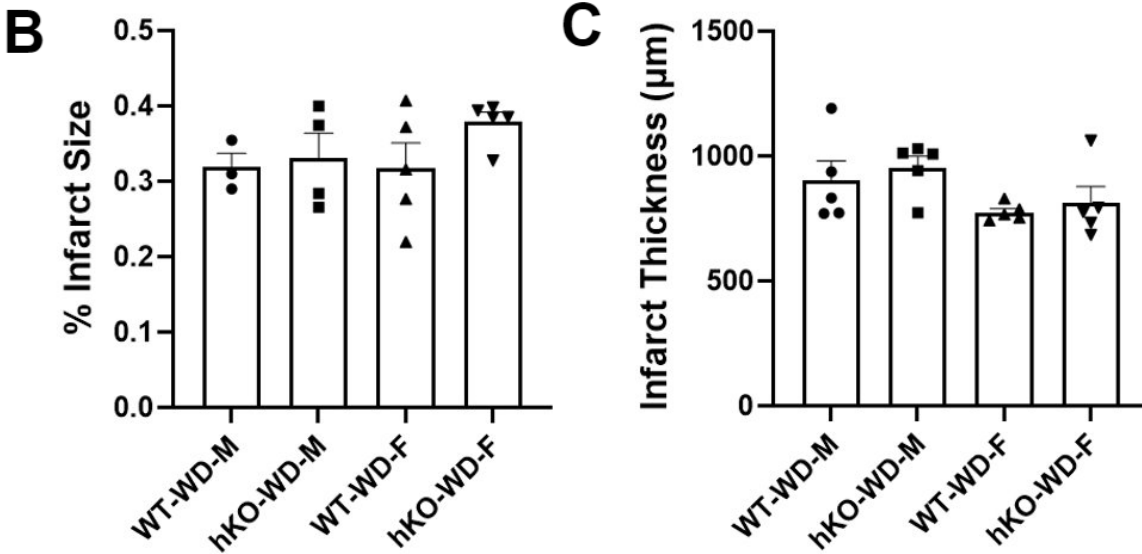 B
% Infarct Size
0.5
0.4
0.3
0.2
0.1
0.0
WT-WD-M
hKO-WD-M
WT-WD-F
hKO-WD-F
C
Infarct Thickness (µm)
1500
1000
500
0
WT-WD-M
hKO-WD-M
WT-WD-F
hKO-WD-F